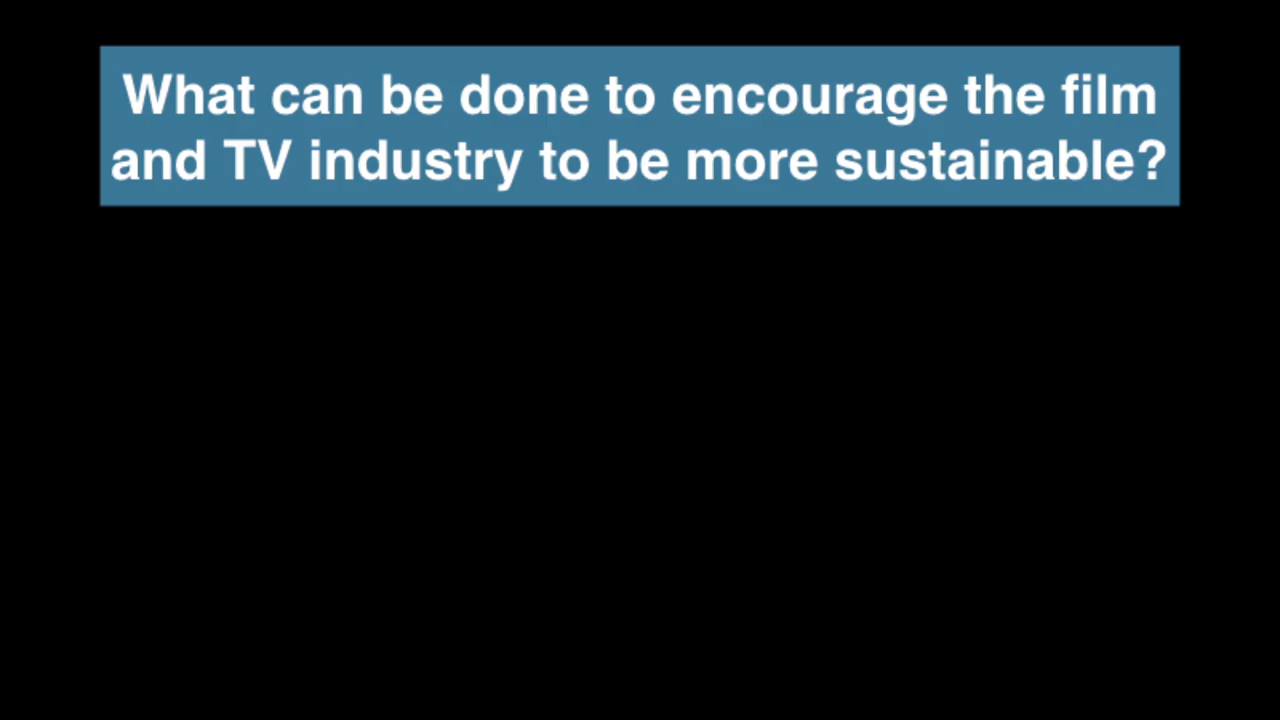 What can be done to encourage the film
and TV industry to be more sustainable?